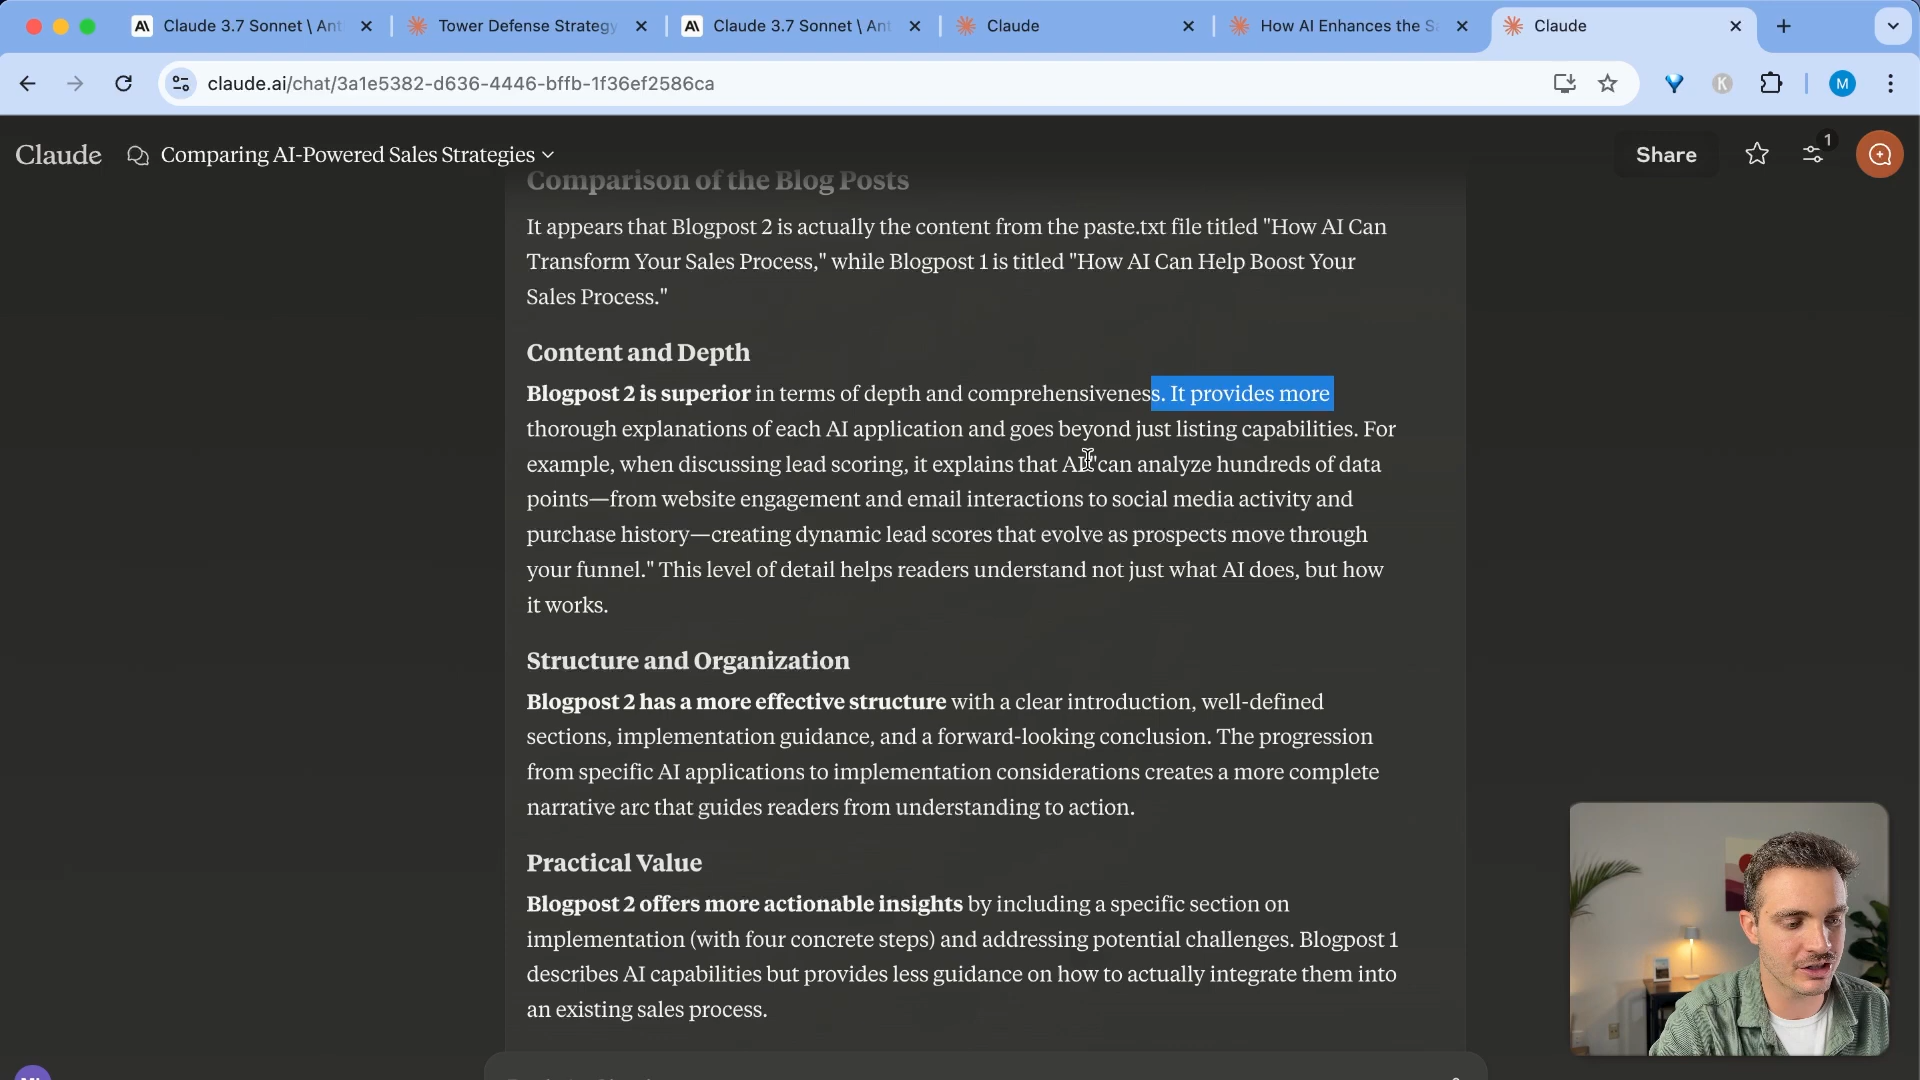 Claude 3.7 Sonnet \ Ant
Tower Defense Strategy
Claude 3.7 Sonnet \ Ant
Claude
How AI Enhances the S
Claude
claude.ai/chat/3a1e5382-d636-4446-bffb-1f36ef2586ca
K
M
Claude
Comparing AI-Powered Sales Strategies
Share
1
Comparison of the Blog Posts
It appears that Blogpost 2 is actually the content from the paste.txt file titled "How AI Can
Transform Your Sales Process," while Blogpost 1 is titled "How AI Can Help Boost Your
Sales Process."
Content and Depth
Blogpost 2 is superior in terms of depth and comprehensiveness. It provides more
thorough explanations of each AI application and goes beyond just listing capabilities. For
example, when discussing lead scoring, it explains that AI "can analyze hundreds of data
points—from website engagement and email interactions to social media activity and
purchase history—creating dynamic lead scores that evolve as prospects move through
your funnel." This level of detail helps readers understand not just what AI does, but how
it works.
Structure and Organization
Blogpost 2 has a more effective structure with a clear introduction, well-defined
sections, implementation guidance, and a forward-looking conclusion. The progression
from specific AI applications to implementation considerations creates a more complete
narrative arc that guides readers from understanding to action.
Practical Value
Blogpost 2 offers more actionable insights by including a specific section on
implementation (with four concrete steps) and addressing potential challenges. Blogpost 1
describes AI capabilities but provides less guidance on how to actually integrate them into
an existing sales process.